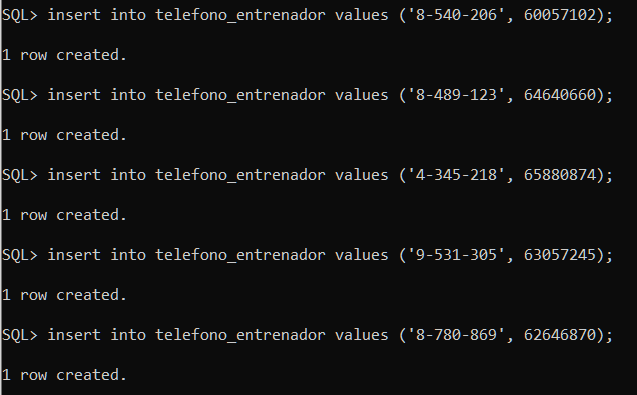 SQL> insert into telefono_entrenador values ('8-540-206', 60057102);
1 row created.
SQL> insert into telefono_entrenador values ('8-489-123', 64640660);
1 row created.
SQL> insert into telefono_entrenador values ('4-345-218', 65880874);
1 row created.
SQL> insert into telefono_entrenador values ('9-531-305', 63057245);
1 row created.
SQL> insert into telefono_entrenador values ('8-780-869', 62646870);
1 row created.